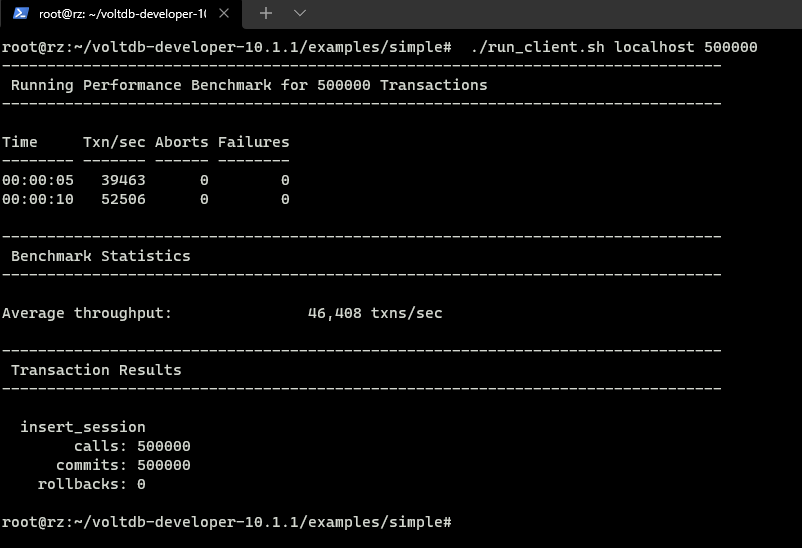 root@rz: ~/voltdb-developer-10
root@rz:~/voltdb-developer-10.1.1/examples/simple#  ./run_client.sh localhost 500000
--------------------------------------------------------------------------------
 Running Performance Benchmark for 500000 Transactions
--------------------------------------------------------------------------------

Time     Txn/sec Aborts Failures
-------- ------- ------ --------
00:00:05   39463      0        0
00:00:10   52506      0        0

--------------------------------------------------------------------------------
 Benchmark Statistics
--------------------------------------------------------------------------------

Average throughput:               46,408 txns/sec

--------------------------------------------------------------------------------
 Transaction Results
--------------------------------------------------------------------------------

  insert_session
        calls: 500000
      commits: 500000
    rollbacks: 0

root@rz:~/voltdb-developer-10.1.1/examples/simple#